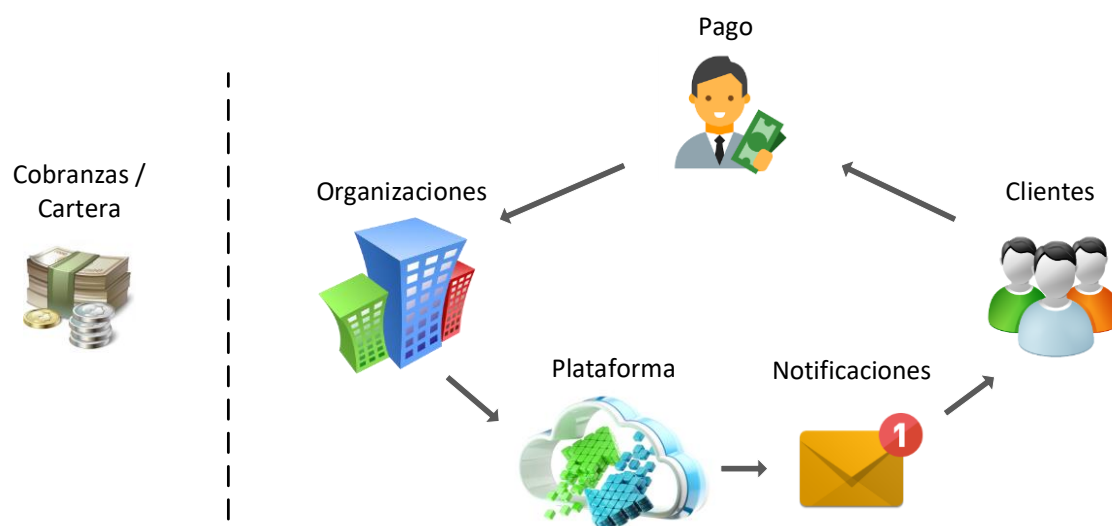 Pago
Cobranzas /
Cartera
Organizaciones
Clientes
Plataforma
Notificaciones
1